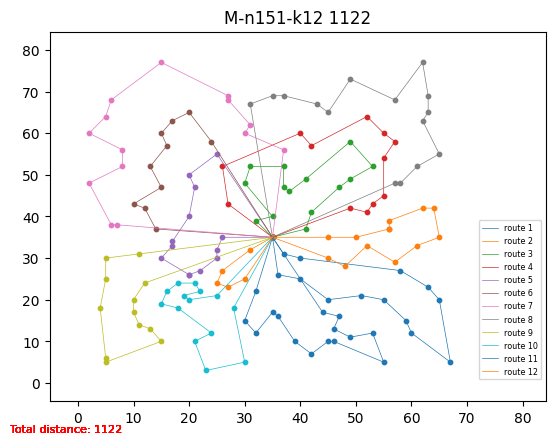 M-n151-k12 1122
80
70
60
50
40
30
20
10
0
0 10 20 30 40 50 60 70 80
route 1
route 2
route 3
route 4
route 5
route 6
route 7
route 8
route 9
route 10
route 11
route 12
Total distance: 1122